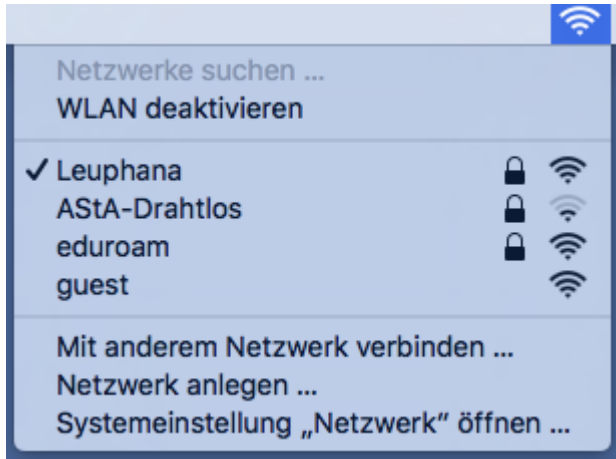 Netzwerke suchen ...
WLAN deaktivieren
Leuphana
AStA-Drahtlos
eduroam
guest
Mit anderem Netzwerk verbinden ...
Netzwerk anlegen ...
Systemeinstellung „Netzwerk“ öffnen ...